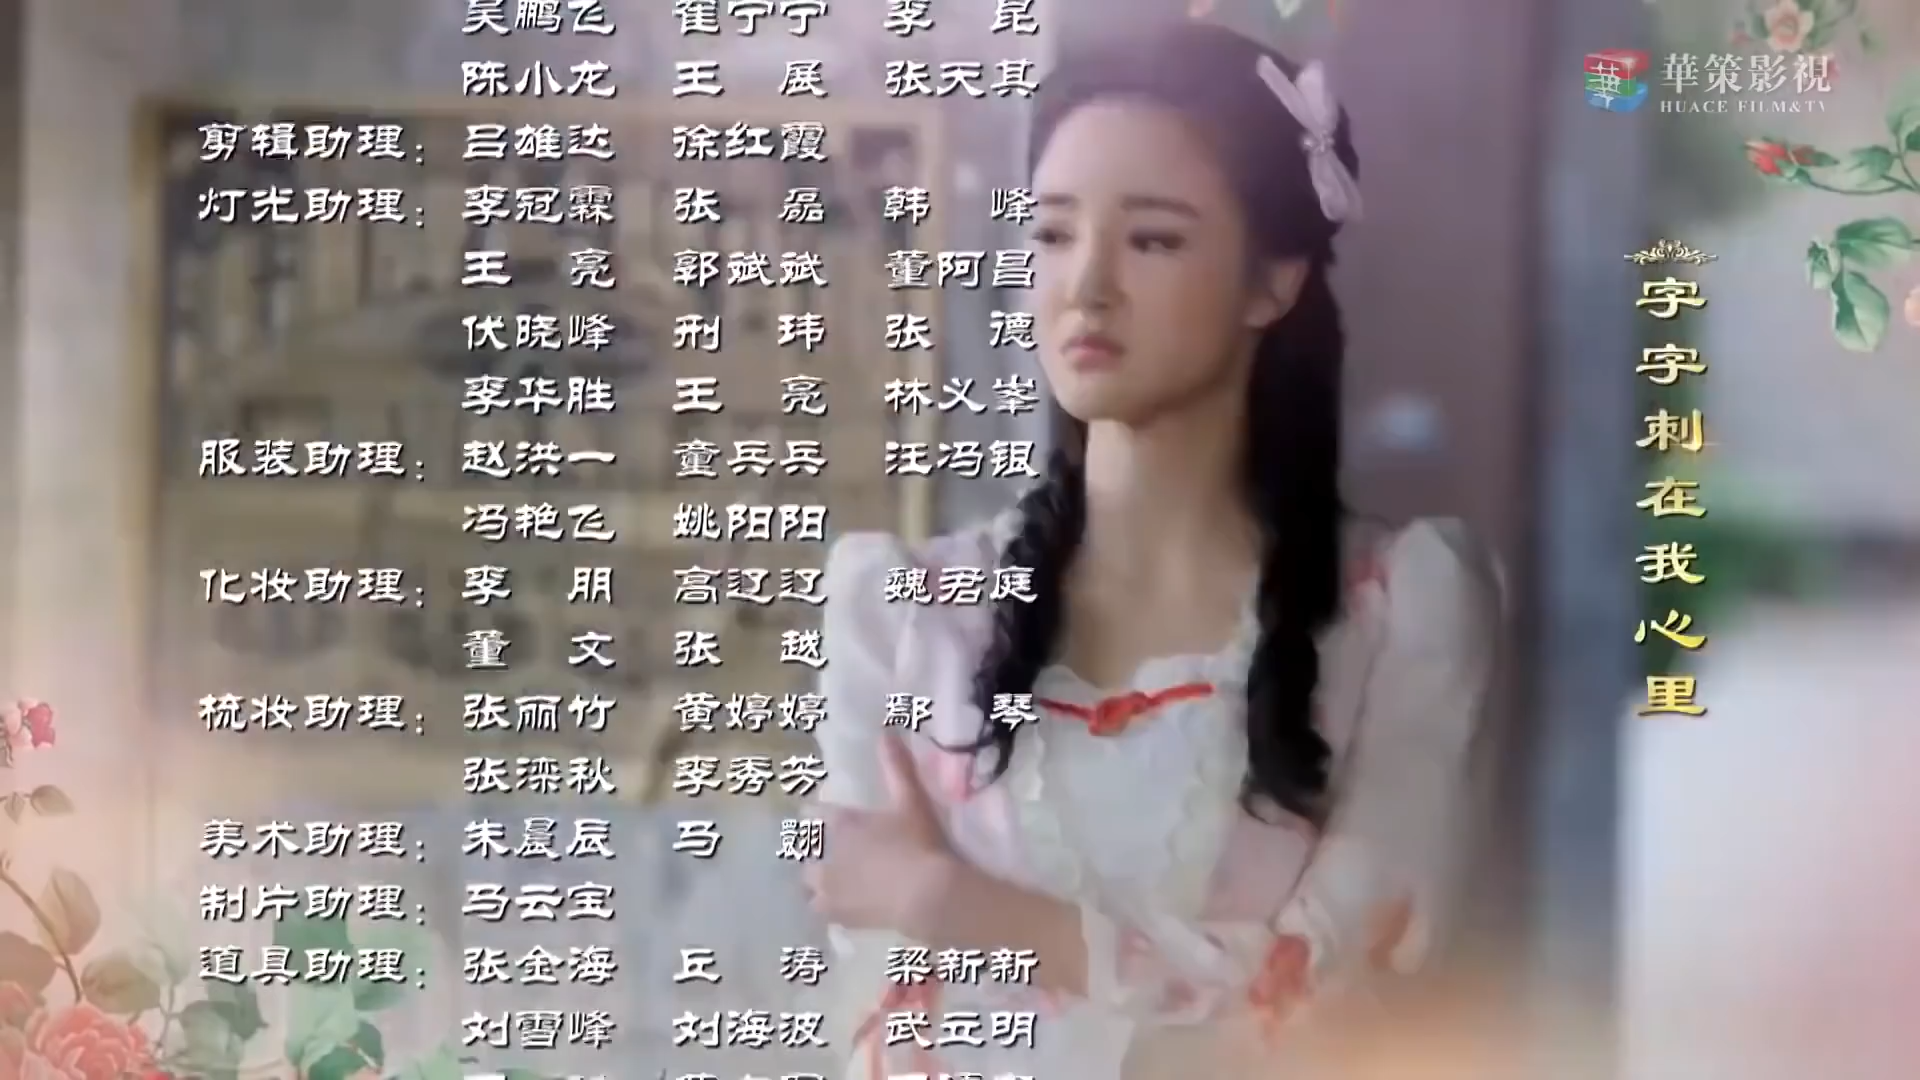 吴鹏飞 崔宁宁 李 昆
陈小龙 王 展 张天其
剪辑助理：吕雄达 徐红霞
灯光助理：李冠霖 张 磊 韩 峰
王 亮 郭斌斌 董阿昌
伏晓峰 刑 玮 张 德
李华胜 王 亮 林义峯
服装助理：赵洪一 童兵兵 汪冯银
冯艳飞 姚阳阳
化妆助理：李 朋 高辽辽 魏君庭
董 文 张 越
梳妆助理：张丽竹 黄婷婷 鄢 琴
张滦秋 李秀芳
美术助理：朱晨辰 马
制片助理：马云宝
道具助理：张金海 丘 涛 梁新新
刘雪峰 刘海波 武立明
華策影視
HUACE FILM&TV
字字刺在我心里